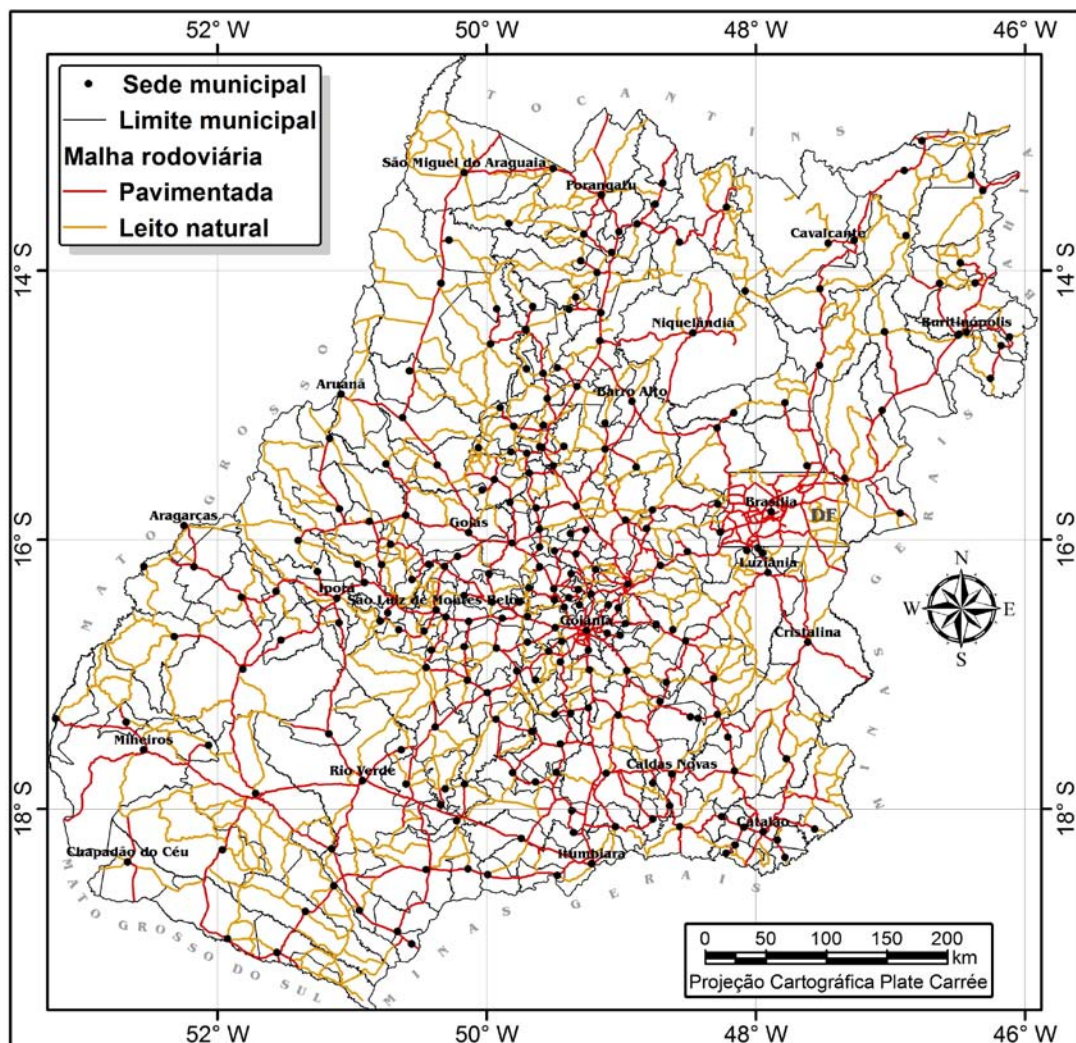 52° W 50° W 48° W 46° W
Sede municipal
Limite municipal
Malha rodoviária
Pavimentada
Leito natural
TOCANTINS
BAHIA
São Miguel do Araguaia
Porangatu
Cavalcante
14° S 14° S
Niquelândia
Buritinópolis
MATO GROSSO
Aruanã
Barro Alto
Brasília
DF
Aragarças
Goiás
16° S 16° S
Luziânia
Iporá
São Luiz de Montes Belos
Goiânia
Cristalina
N
W E
S
MINAS GERAIS
Mineiros
Rio Verde
Caldas Novas
18° S 18° S
Catalão
Chapadão do Céu
Itumbiara
MATO GROSSO DO SUL
MINAS GERAIS
0 50 100 150 200
km
Projeção Cartográfica Plate Carrée
52° W 50° W 48° W 46° W